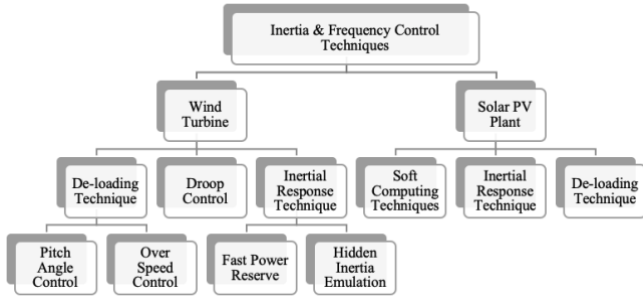 Inertia & Frequency Control
Techniques
Wind
Turbine
Solar PV
Plant
De-loading
Technique
Droop
Control
Inertial
Response
Technique
Soft
Computing
Techniques
Inertial
Response
Technique
De-loading
Technique
Pitch
Angle
Control
Over
Speed
Control
Fast Power
Reserve
Hidden
Inertia
Emulation